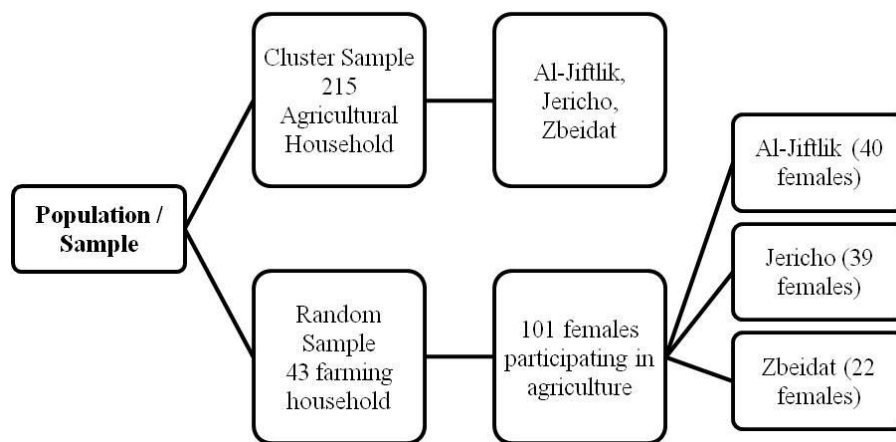 Population /
Sample
Cluster Sample
215
Agricultural
Household
Al-Jiftlik,
Jericho,
Zbeidat
Random
Sample
43 farming
household
101 females
participating in
agriculture
Al-Jiftlik (40
females)
Jericho (39
females)
Zbeidat (22
females)